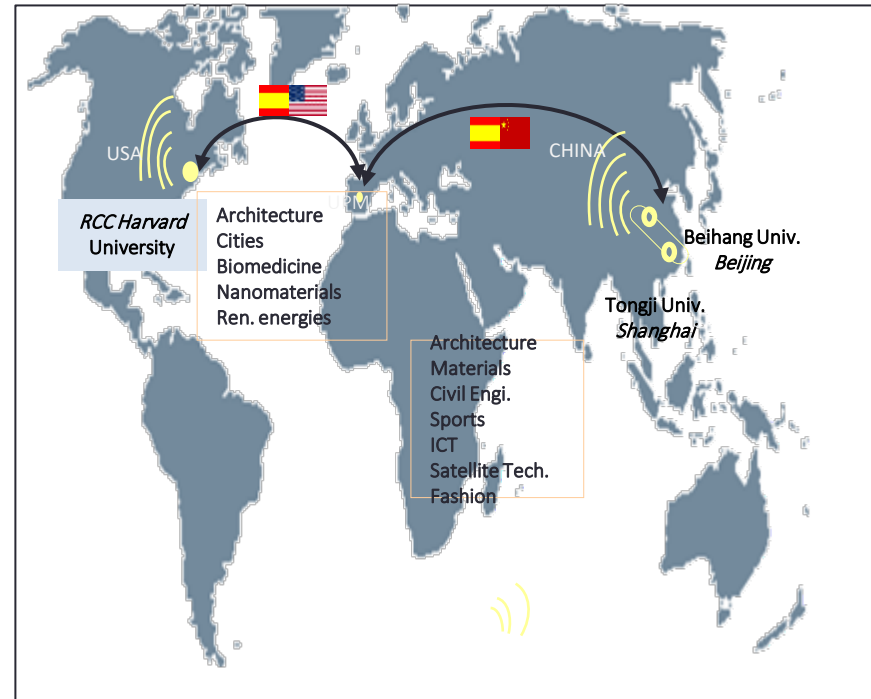 USA
CHINA
UPM
RCC Harvard
University
Architecture
Cities
Biomedicine
Nanomaterials
Ren. energies
Beihang Univ.
Beijing
Tongji Univ.
Shanghai
Architecture
Materials
Civil Engi.
Sports
ICT
Satellite Tech.
Fashion